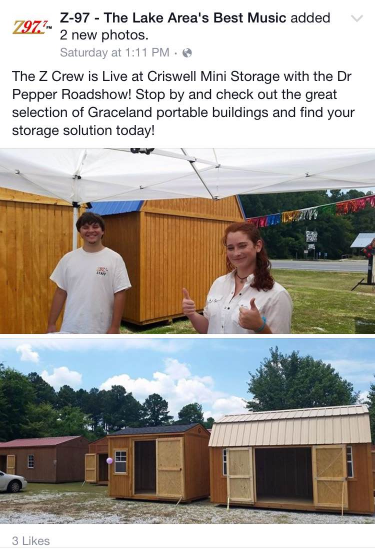 Z97.7
Z-97 - The Lake Area's Best Music added
2 new photos.
Saturday at 1:11 PM ·
The Z Crew is Live at Criswell Mini Storage with the Dr
Pepper Roadshow! Stop by and check out the great
selection of Graceland portable buildings and find your
storage solution today!
3 Likes